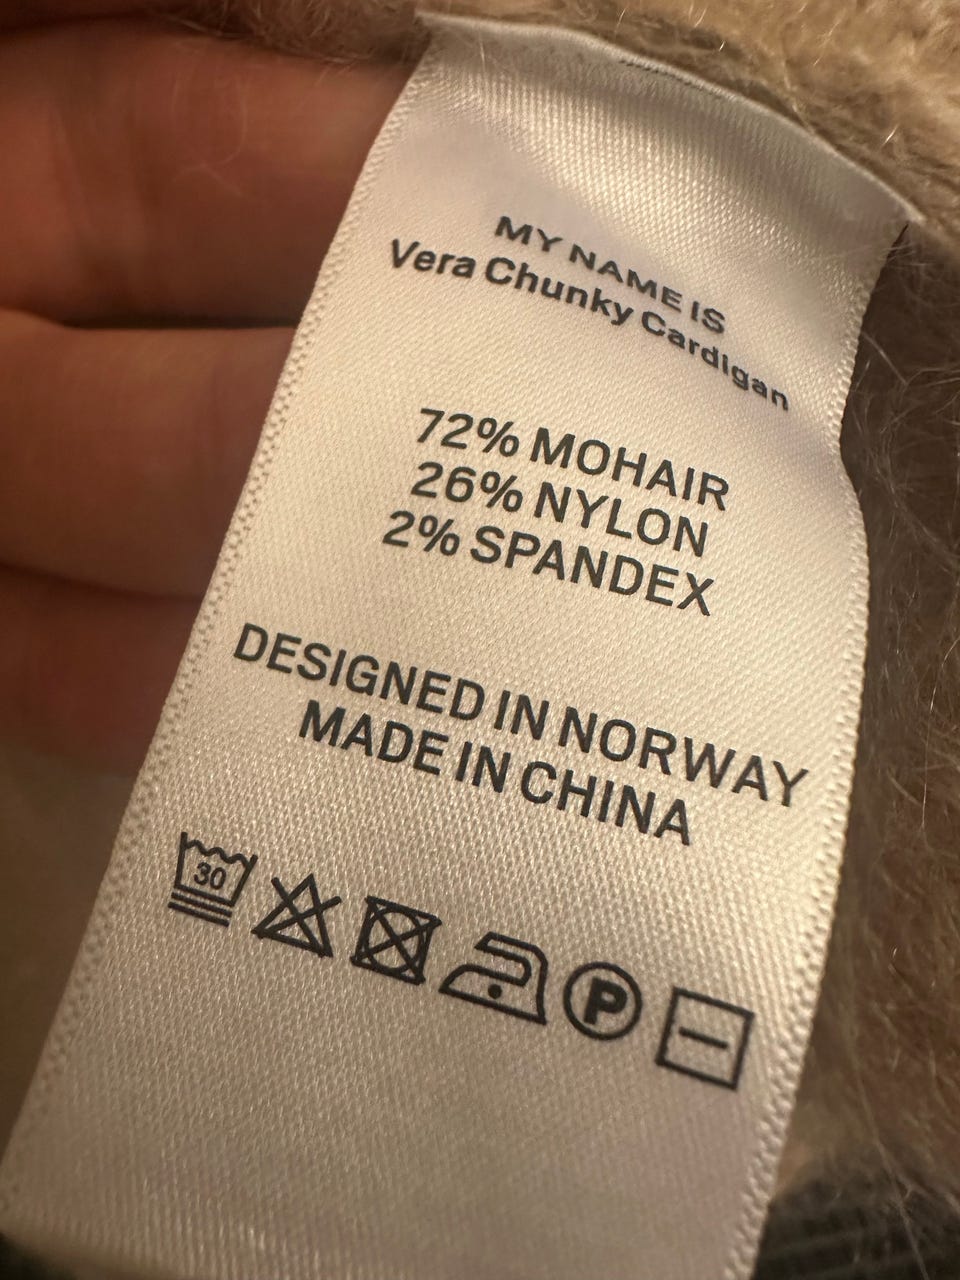 MY NAME IS
Vera Chunky Cardigan
72% MOHAIR
26% NYLON
2% SPANDEX
DESIGNED IN NORWAY
MADE IN CHINA
30 P